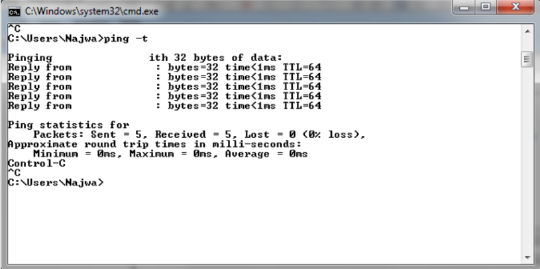 C:\Windows\system32\cmd.exe
^C
C:\Users\Najwa>ping -t
Pinging ith 32 bytes of data:
Reply from : bytes=32 time<1ms TTL=64
Reply from : bytes=32 time<1ms TTL=64
Reply from : bytes=32 time<1ms TTL=64
Reply from : bytes=32 time<1ms TTL=64
Reply from : bytes=32 time<1ms TTL=64
Ping statistics for
Packets: Sent = 5, Received = 5, Lost = 0 (0% loss),
Approximate round trip times in milli-seconds:
Minimum = 0ms, Maximum = 0ms, Average = 0ms
Control-C
^C
C:\Users\Najwa>